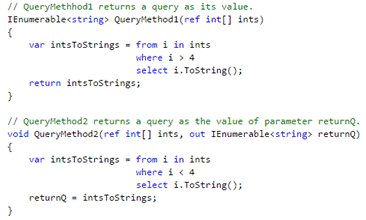 // QueryMethhod1 returns a query as its value.
IEnumerable<string> QueryMethod1(ref int[] ints)
{
    var intsToStrings = from i in ints
                        where i > 4
                        select i.ToString();
    return intsToStrings;
}

// QueryMethod2 returns a query as the value of parameter returnQ.
void QueryMethod2(ref int[] ints, out IEnumerable<string> returnQ)
{
    var intsToStrings = from i in ints
                        where i < 4
                        select i.ToString();
    returnQ = intsToStrings;
}